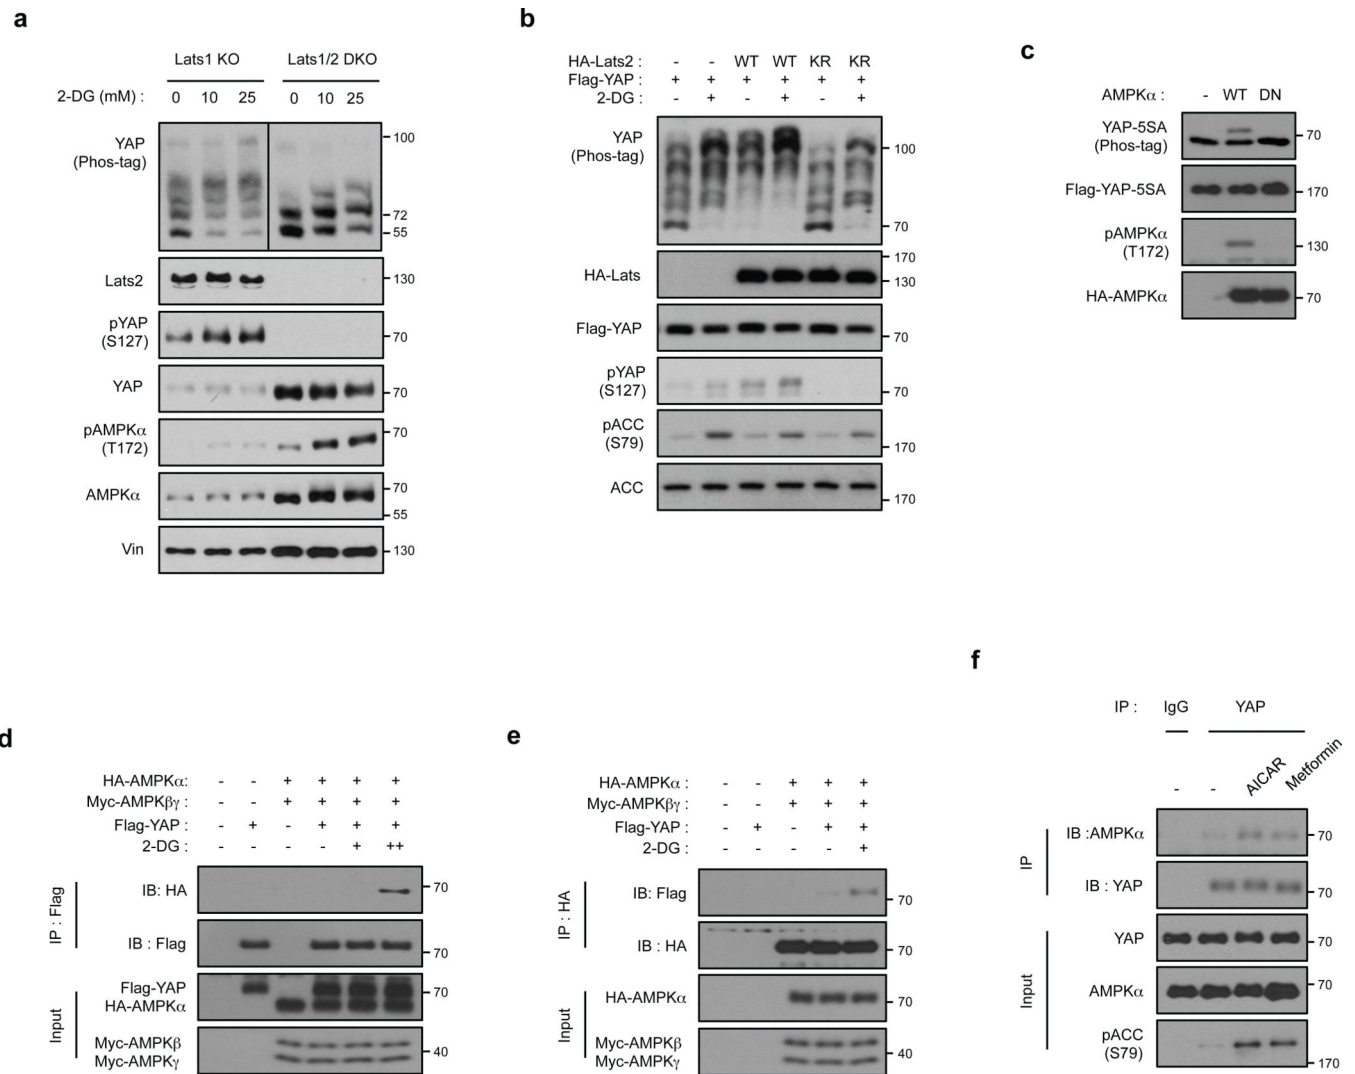 a
Lats1 KO Lats1/2 DKO
2-DG (mM) : 0 10 25 0 10 25
YAP
(Phos-tag)
100
72
55
Lats2 130
pYAP
(S127)
70
YAP 70
pAMPKα
(T172)
70
AMPKα 70
55
Vin 130
b
HA-Lats2: - - WT WT KR KR
Flag-YAP : + + + + + +
2-DG : - + - + - +
YAP
(Phos-tag)
100
70
HA-Lats 170
130
Flag-YAP 70
pYAP
(S127)
70
pACC
(S79)
170
ACC 170
c
AMPKα : - WT DN
YAP-5SA
(Phos-tag)
70
Flag-YAP-5SA 170
pAMPKα
(T172)
130
HA-AMPKα 70
d
HA-AMPKα: - - + + + +
Myc-AMPKβγ : - - + + + +
Flag-YAP : - + - + + +
2-DG : - - - - + ++
IP : Flag
IB: HA 70
IB : Flag 70
Input
Flag-YAP 70
HA-AMPKα
Myc-AMPKβ 40
Myc-AMPKγ
e
HA-AMPKα : - - + + +
Myc-AMPKβγ : - - + + +
Flag-YAP : - + - + +
2-DG : - - - - +
IP : HA
IB: Flag 70
IB : HA 70
Input
HA-AMPKα 70
Myc-AMPKβ 40
Myc-AMPKγ
f
IP : IgG YAP
- - AICAR Metformin
IP
IB :AMPKα 70
IB : YAP 70
Input
YAP 70
AMPKα 70
pACC
(S79)
170